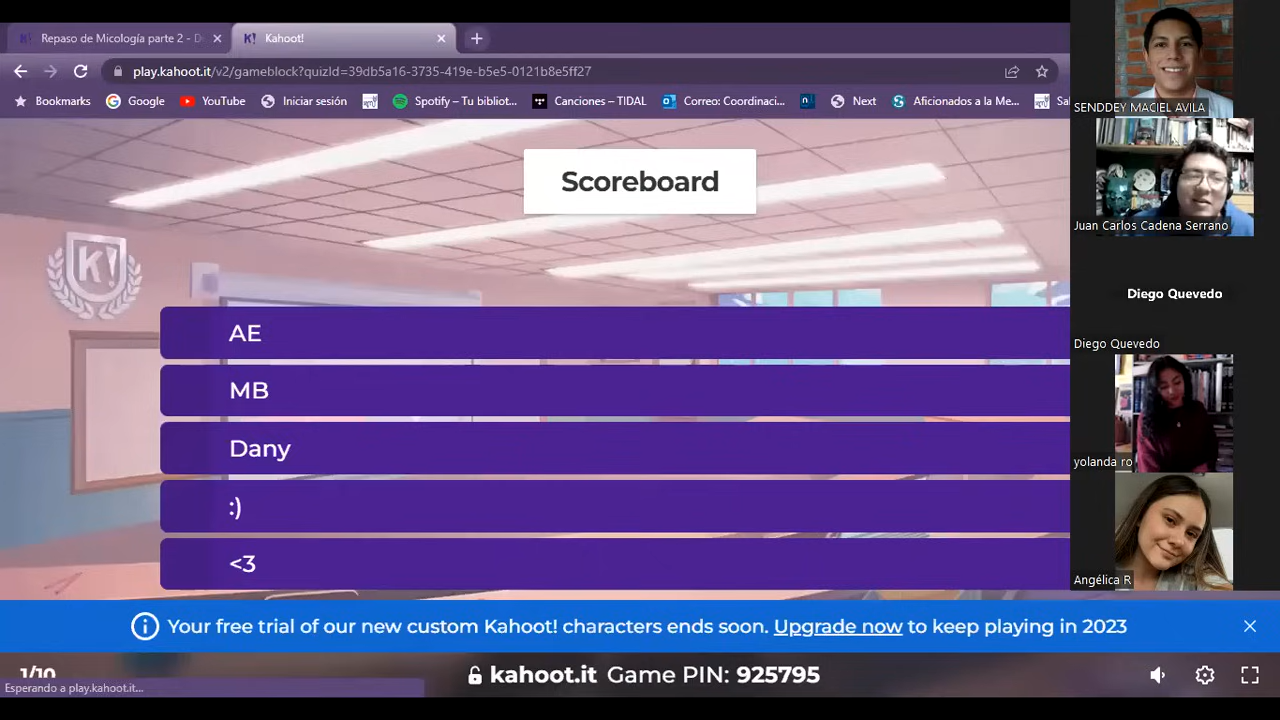 Repaso de Micología parte 2 - De
Kahoot!
play.kahoot.it/v2/gameblock?quizId=39db5a16-3735-419e-b5e5-0121b8e5ff27
Bookmarks Google YouTube Iniciar sesión Spotify – Tu bibliot... Canciones – TIDAL Correo: Coordinaci... Next Aficionados a la Me... Sal
Scoreboard
K!
AE
MB
Dany
:)
<3
SENDDEY MACIEL AVILA
Juan Carlos Cadena Serrano
Diego Quevedo
Diego Quevedo
yolanda ro
Angélica R
Your free trial of our new custom Kahoot! characters ends soon. Upgrade now to keep playing in 2023
1/10
kahoot.it Game PIN: 925795
Esperando a play.kahoot.it...